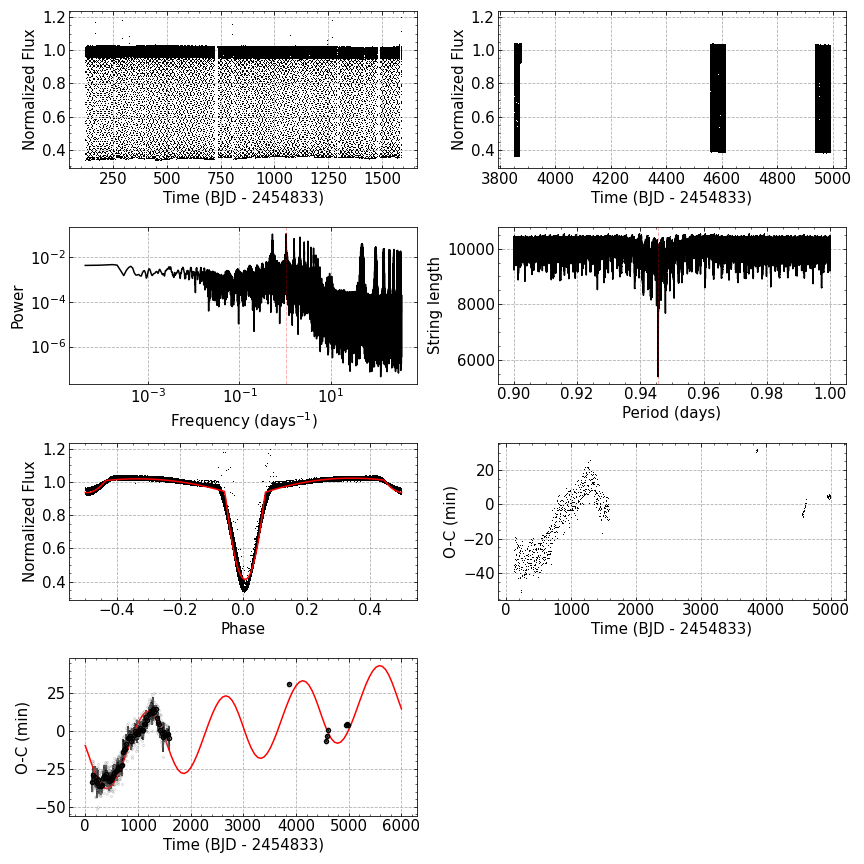 1.2
1.0
0.8
0.6
0.4
Normalized Flux
250 500 750 1000 1250 1500
Time (BJD - 2454833)
1.2
1.0
0.8
0.6
0.4
Normalized Flux
3800 4000 4200 4400 4600 4800 5000
Time (BJD - 2454833)
10⁻²
10⁻⁴
10⁻⁶
Power
10⁻³ 10⁻¹ 10¹
Frequency (days⁻¹)
10000
8000
6000
String length
0.90 0.92 0.94 0.96 0.98 1.00
Period (days)
1.2
1.0
0.8
0.6
0.4
Normalized Flux
−0.4 −0.2 0.0 0.2 0.4
Phase
20
0
−20
−40
O-C (min)
0 1000 2000 3000 4000 5000
Time (BJD - 2454833)
25
0
−25
−50
O-C (min)
0 1000 2000 3000 4000 5000 6000
Time (BJD - 2454833)